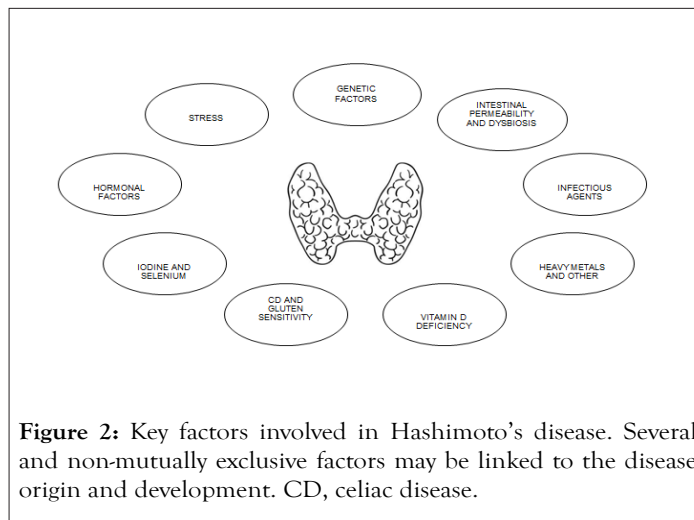 GENETIC
FACTORS
STRESS
INTESTINAL
PERMEABILITY
AND DYSBIOSIS
HORMONAL
FACTORS
INFECTIOUS
AGENTS
IODINE AND
SELENIUM
HEAVYMETALS
AND OTHER
CD AND
GLUTEN
SENSITIVITY
VITAMIN D
DEFICIENCY
Figure 2: Key factors involved in Hashimoto's disease. Several
and non-mutually exclusive factors may be linked to the disease
origin and development. CD, celiac disease.